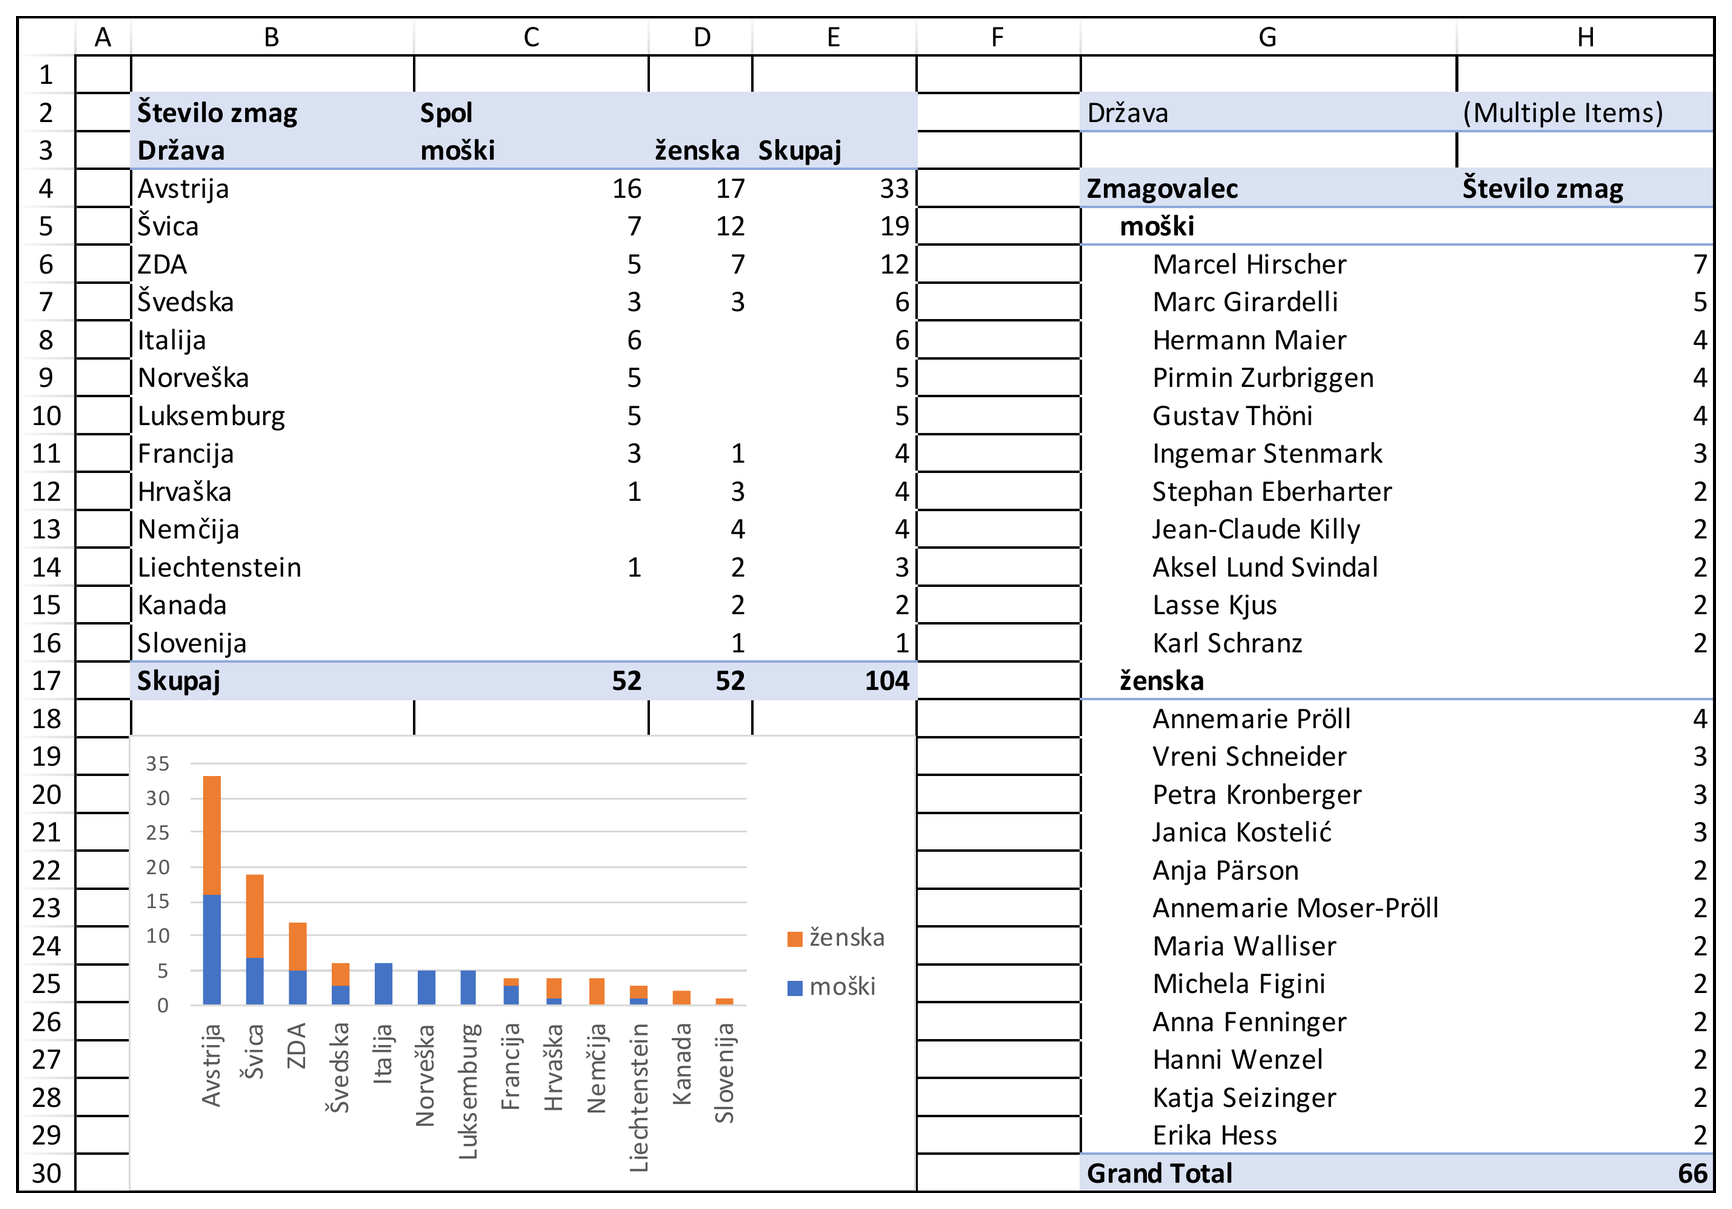 A B C D E F G H
1
2 Število zmag Spol Država (Multiple Items)
3 Država moški ženska Skupaj
4 Avstrija 16 17 33 Zmagovalec Število zmag
5 Švica 7 12 19 moški
6 ZDA 5 7 12 Marcel Hirscher 7
7 Švedska 3 3 6 Marc Girardelli 5
8 Italija 6 6 Hermann Maier 4
9 Norveška 5 5 Pirmin Zurbriggen 4
10 Luksemburg 5 5 Gustav Thöni 4
11 Francija 3 1 4 Ingemar Stenmark 3
12 Hrvaška 1 3 4 Stephan Eberharter 2
13 Nemčija 4 4 Jean-Claude Killy 2
14 Liechtenstein 1 2 3 Aksel Lund Svindal 2
15 Kanada 2 2 Lasse Kjus 2
16 Slovenija 1 1 Karl Schranz 2
17 Skupaj 52 52 104 ženska
18 Annemarie Pröll 4
19 Vreni Schneider 3
20 Petra Kronberger 3
21 Janica Kostelić 3
22 Anja Pärson 2
23 Annemarie Moser-Pröll 2
24 Maria Walliser 2
25 Michela Figini 2
26 Anna Fenninger 2
27 Hanni Wenzel 2
28 Katja Seizinger 2
29 Erika Hess 2
30 Grand Total 66
35
30
25
20
15
10
5
0
ženska
moški
Avstrija
Švica
ZDA
Švedska
Italija
Norveška
Luksemburg
Francija
Hrvaška
Nemčija
Liechtenstein
Kanada
Slovenija